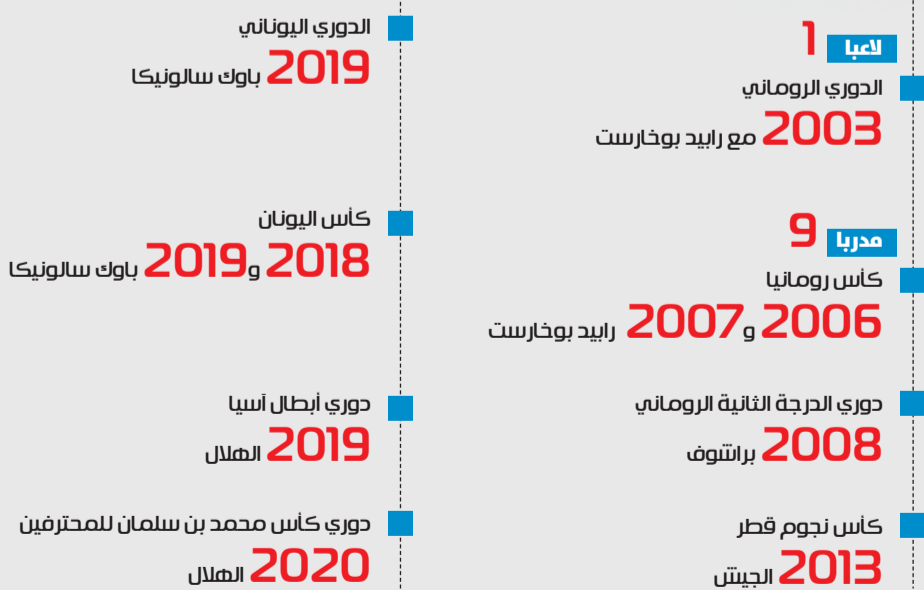 لاعبا 1
الدوري الروماني
2003 مع رابيد بوخارست
مدربا 9
كأس رومانيا
2006 و2007 رابيد بوخارست
دوري الدرجة الثانية الروماني
2008 براشوف
كأس نجوم قطر
2013 الجيش
الدوري اليوناني
2019 باوك سالونيكا
كأس اليونان
2018 و2019 باوك سالونيكا
دوري أبطال آسيا
2019 الهلال
دوري كأس محمد بن سلمان للمحترفين
2020 الهلال